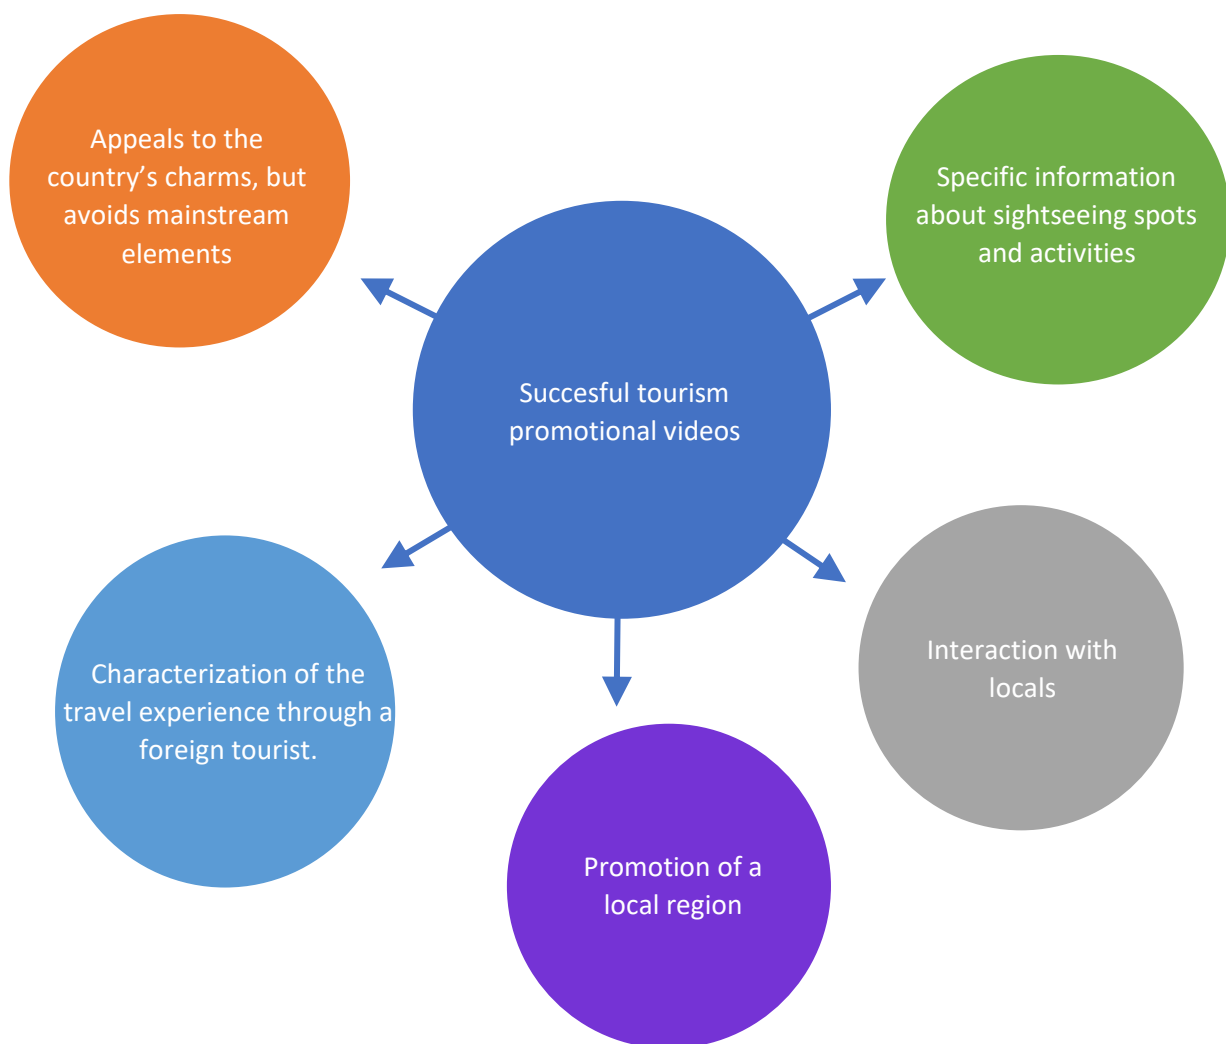 Appeals to the
country’s charms, but
avoids mainstream
elements
Specific information
about sightseeing spots
and activities
Succesful tourism
promotional videos
Characterization of the
travel experience through a
foreign tourist.
Interaction with
locals
Promotion of a
local region